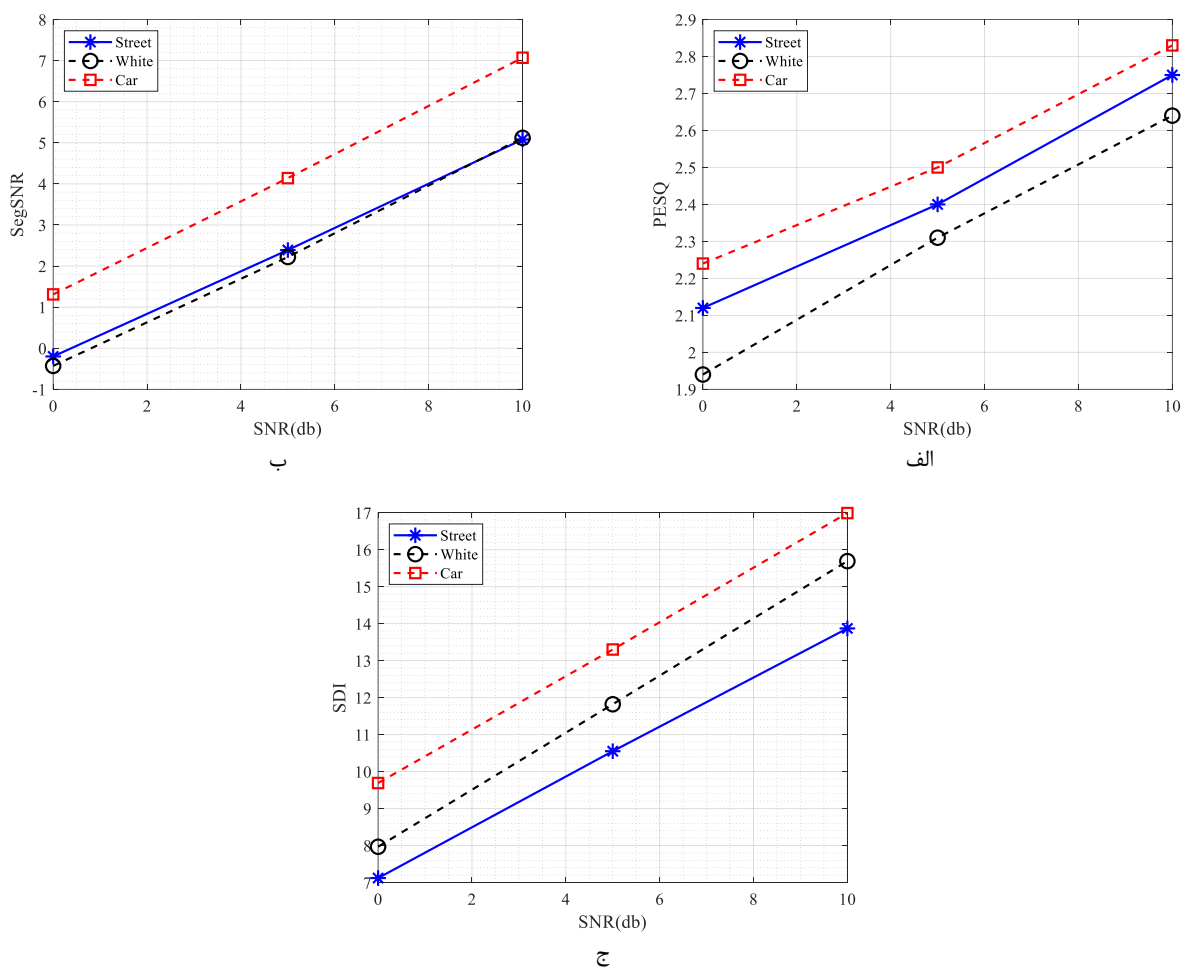 8
7
6
5
4
3
2
1
0
-1
SegSNR
Street
White
Car
0 2 4 6 8 10
SNR(db)
ب
2.9
2.8
2.7
2.6
2.5
2.4
2.3
2.2
2.1
2
1.9
PESQ
Street
White
Car
0 2 4 6 8 10
SNR(db)
الف
17
16
15
14
13
12
11
10
9
8
7
SDI
Street
White
Car
0 2 4 6 8 10
SNR(db)
ج